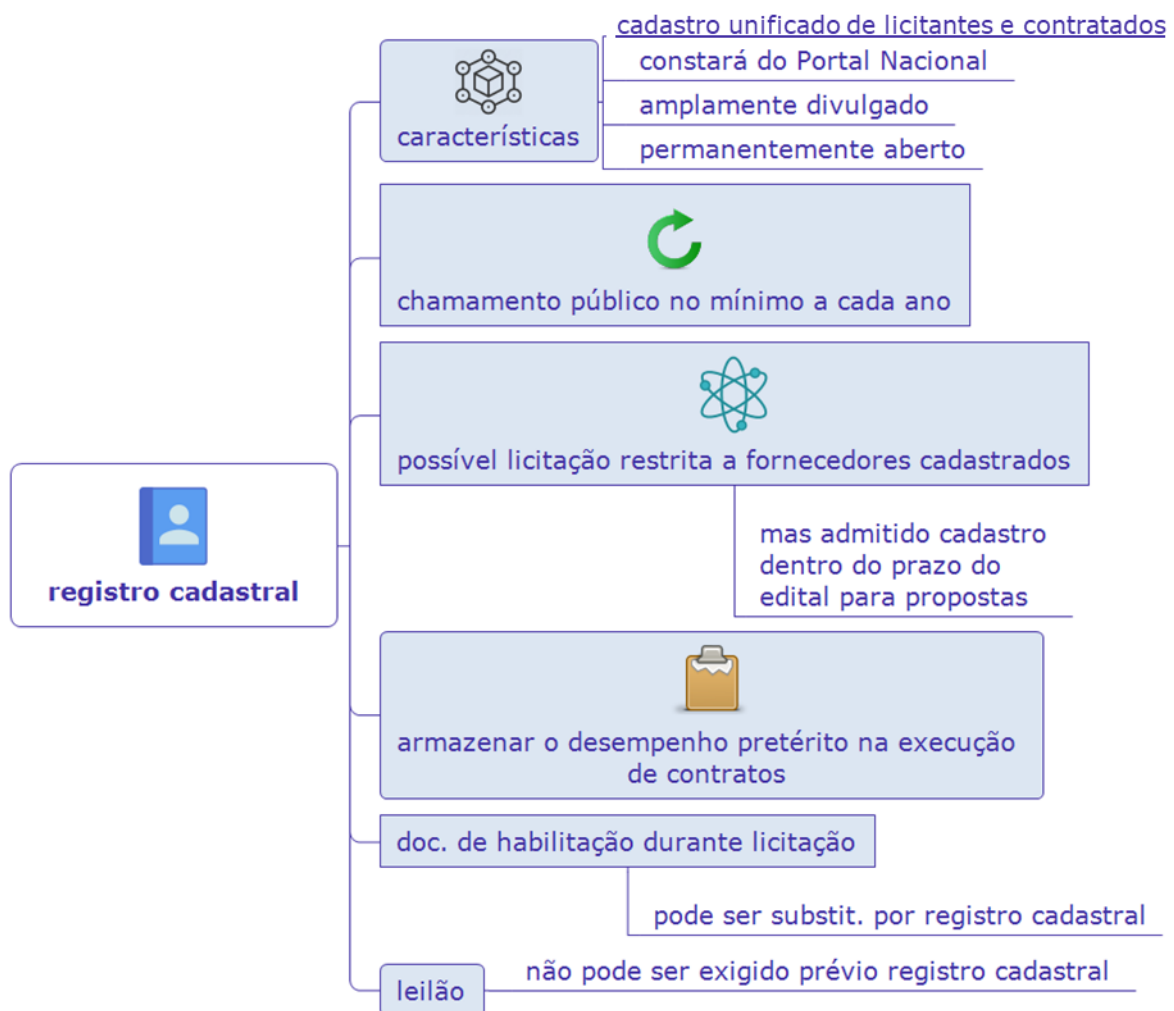 cadastro unificado de licitantes e contratados
constará do Portal Nacional
amplamente divulgado
permanentemente aberto
características
chamamento público no mínimo a cada ano
possível licitação restrita a fornecedores cadastrados
mas admitido cadastro
dentro do prazo do
edital para propostas
registro cadastral
armazenar o desempenho pretérito na execução
de contratos
doc. de habilitação durante licitação
pode ser substit. por registro cadastral
leilão
não pode ser exigido prévio registro cadastral